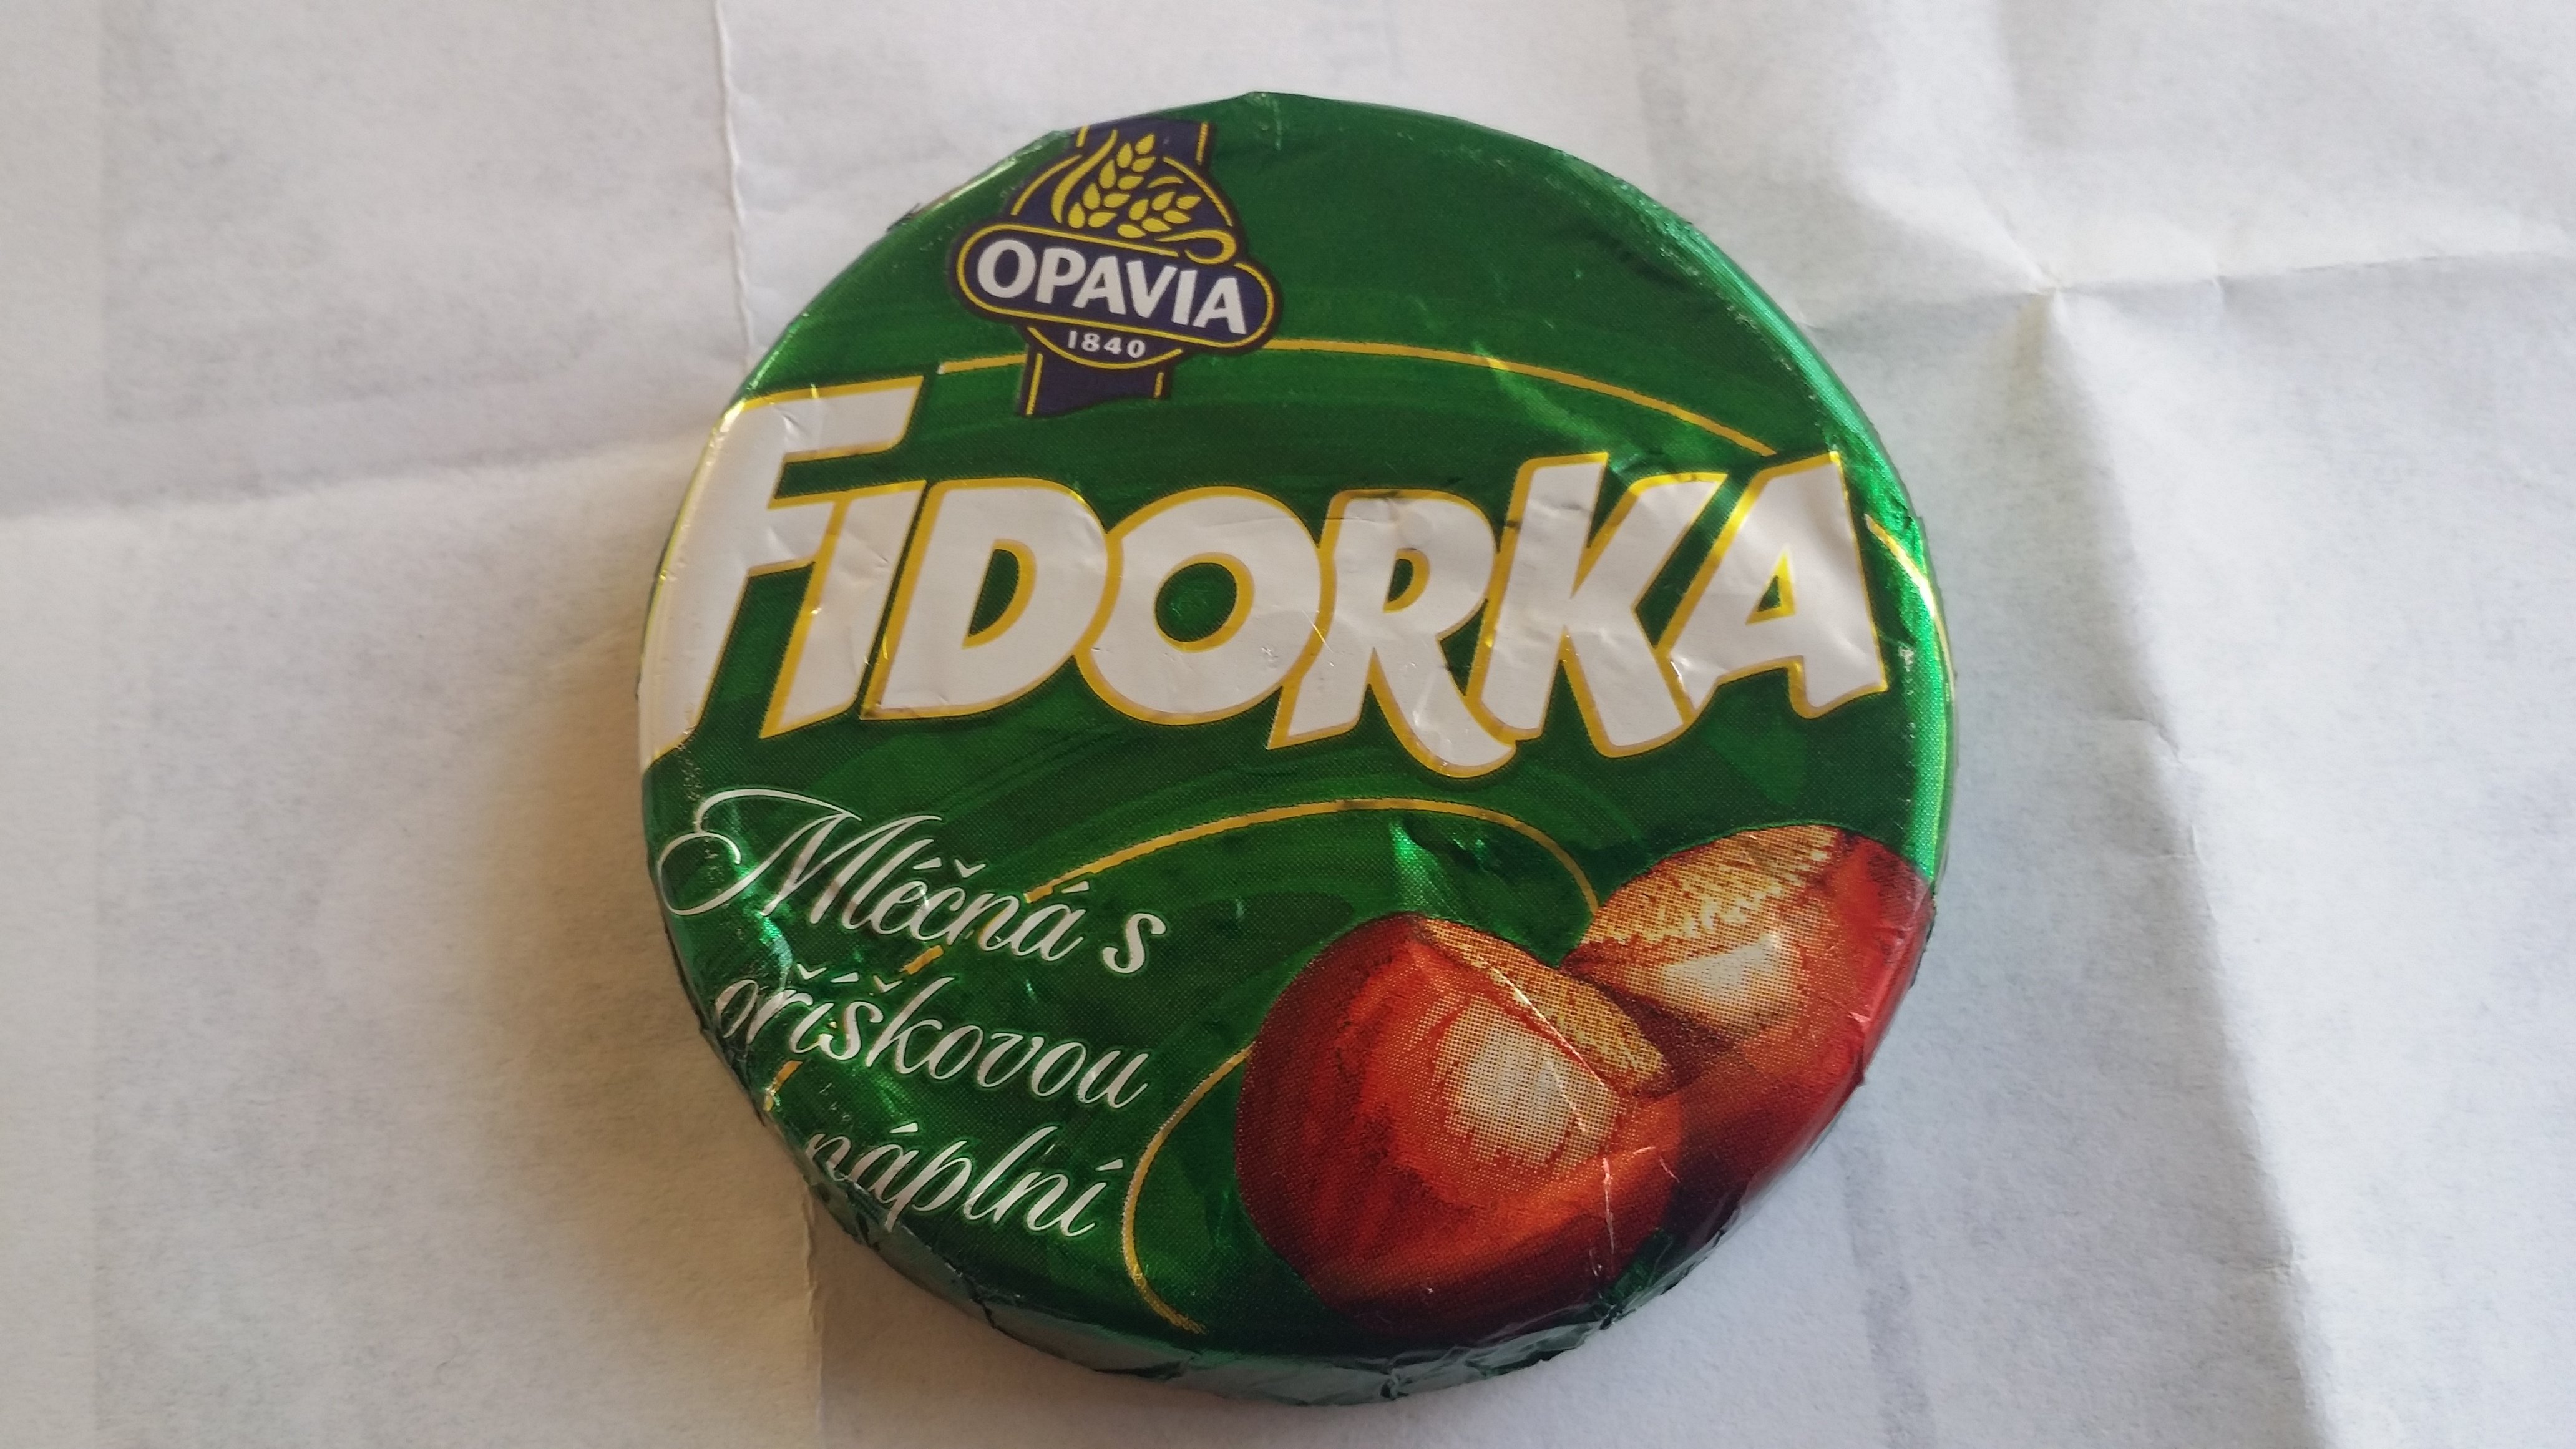 OPAVIA
1840
FIDORKA
Mléčná s
oříškovou
náplní